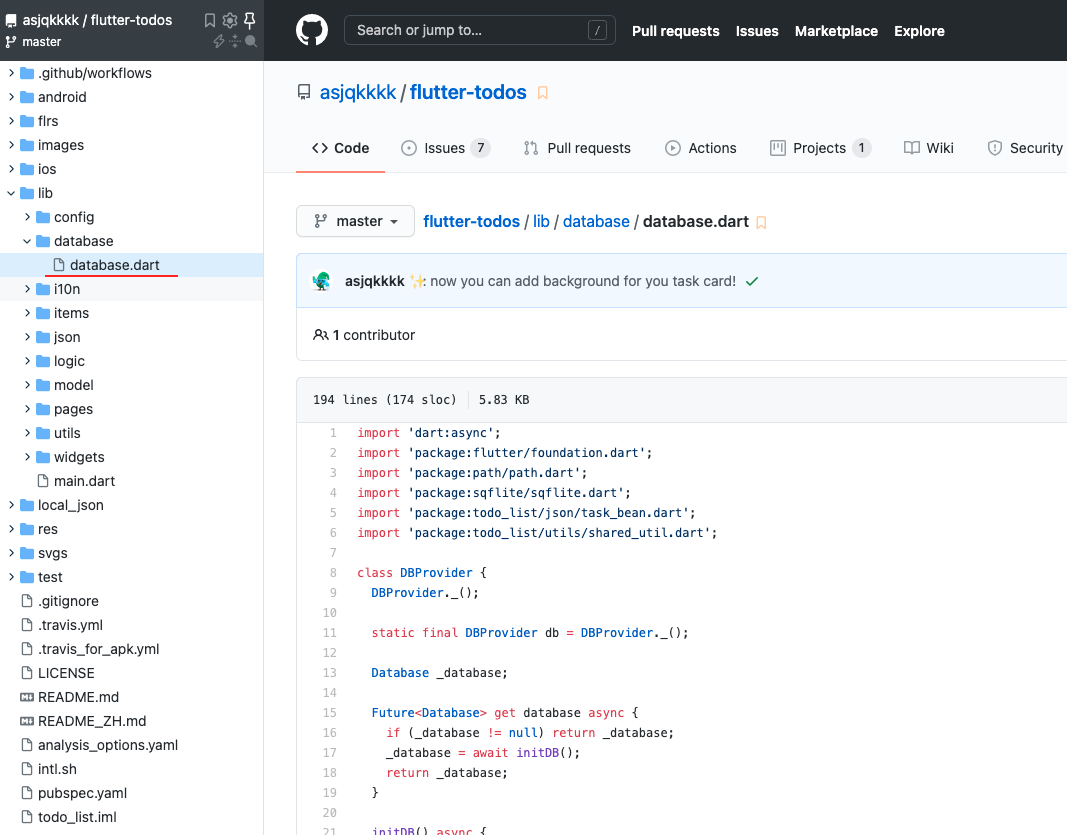 asjqkkkk / flutter-todos
master
.github/workflows
android
flrs
images
ios
lib
config
database
database.dart
i10n
items
json
logic
model
pages
utils
widgets
main.dart
local_json
res
svgs
test
.gitignore
.travis.yml
.travis_for_apk.yml
LICENSE
README.md
README_ZH.md
analysis_options.yaml
intl.sh
pubspec.yaml
todo_list.iml
Search or jump to… /
Pull requests Issues Marketplace Explore
asjqkkkk / flutter-todos
Code Issues 7 Pull requests Actions Projects 1 Wiki Security
master flutter-todos / lib / database / database.dart
asjqkkkk ✨: now you can add background for you task card! ✓
1 contributor
194 lines (174 sloc) 5.83 KB
1 import 'dart:async';
2 import 'package:flutter/foundation.dart';
3 import 'package:path/path.dart';
4 import 'package:sqflite/sqflite.dart';
5 import 'package:todo_list/json/task_bean.dart';
6 import 'package:todo_list/utils/shared_util.dart';
7
8 class DBProvider {
9 DBProvider._();
10
11 static final DBProvider db = DBProvider._();
12
13 Database _database;
14
15 Future<Database> get database async {
16 if (_database != null) return _database;
17 _database = await initDB();
18 return _database;
19 }
20
21 initDB() async {